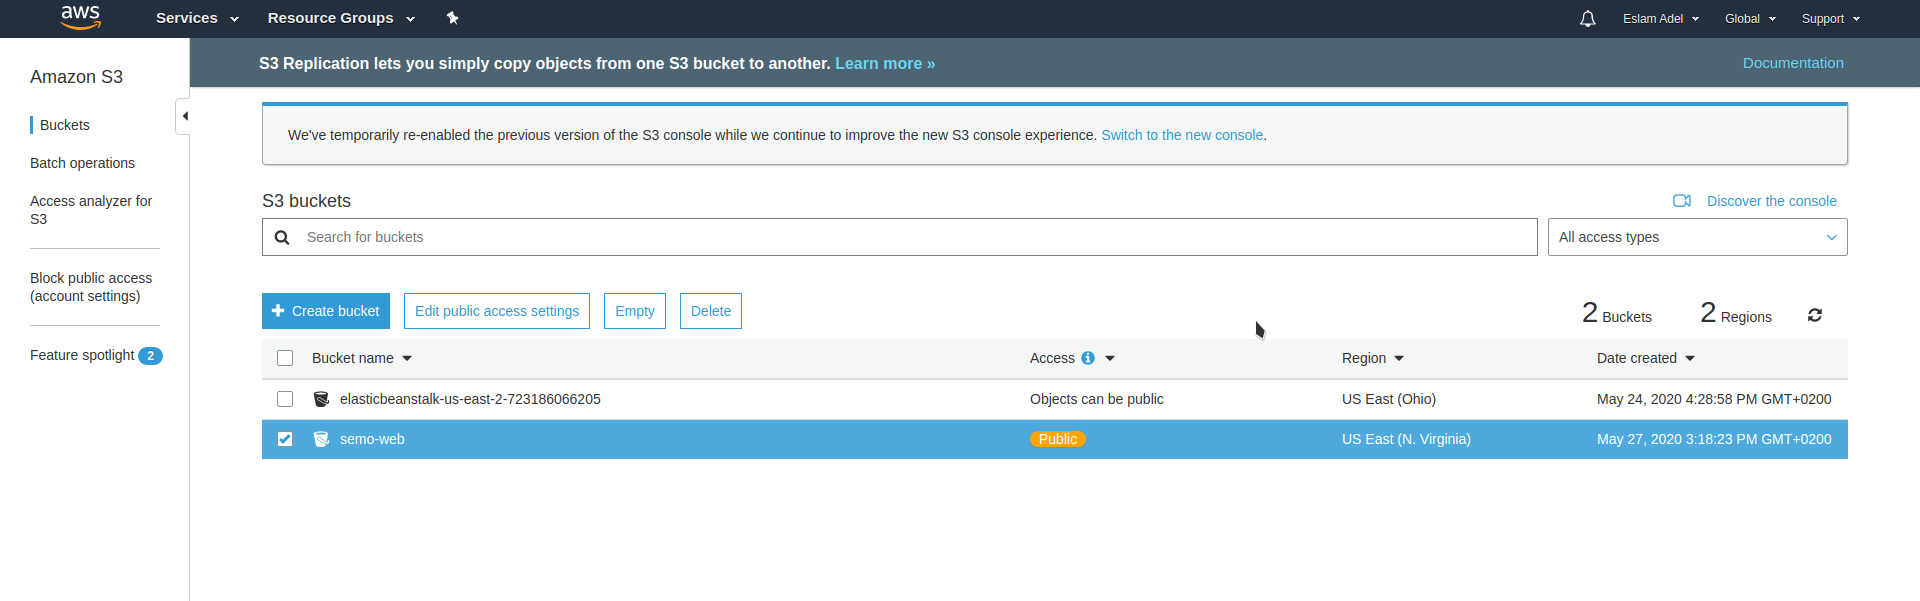 aws Services Resource Groups Eslam Adel Global Support
Amazon S3
Buckets
Batch operations
Access analyzer for
S3
Block public access
(account settings)
Feature spotlight 2
S3 Replication lets you simply copy objects from one S3 bucket to another. Learn more » Documentation
We've temporarily re-enabled the previous version of the S3 console while we continue to improve the new S3 console experience. Switch to the new console.
S3 buckets Discover the console
Search for buckets All access types
Create bucket Edit public access settings Empty Delete 2 Buckets 2 Regions
Bucket name Access Region Date created
elasticbeanstalk-us-east-2-723186066205 Objects can be public US East (Ohio) May 24, 2020 4:28:58 PM GMT+0200
semo-web Public US East (N. Virginia) May 27, 2020 3:18:23 PM GMT+0200